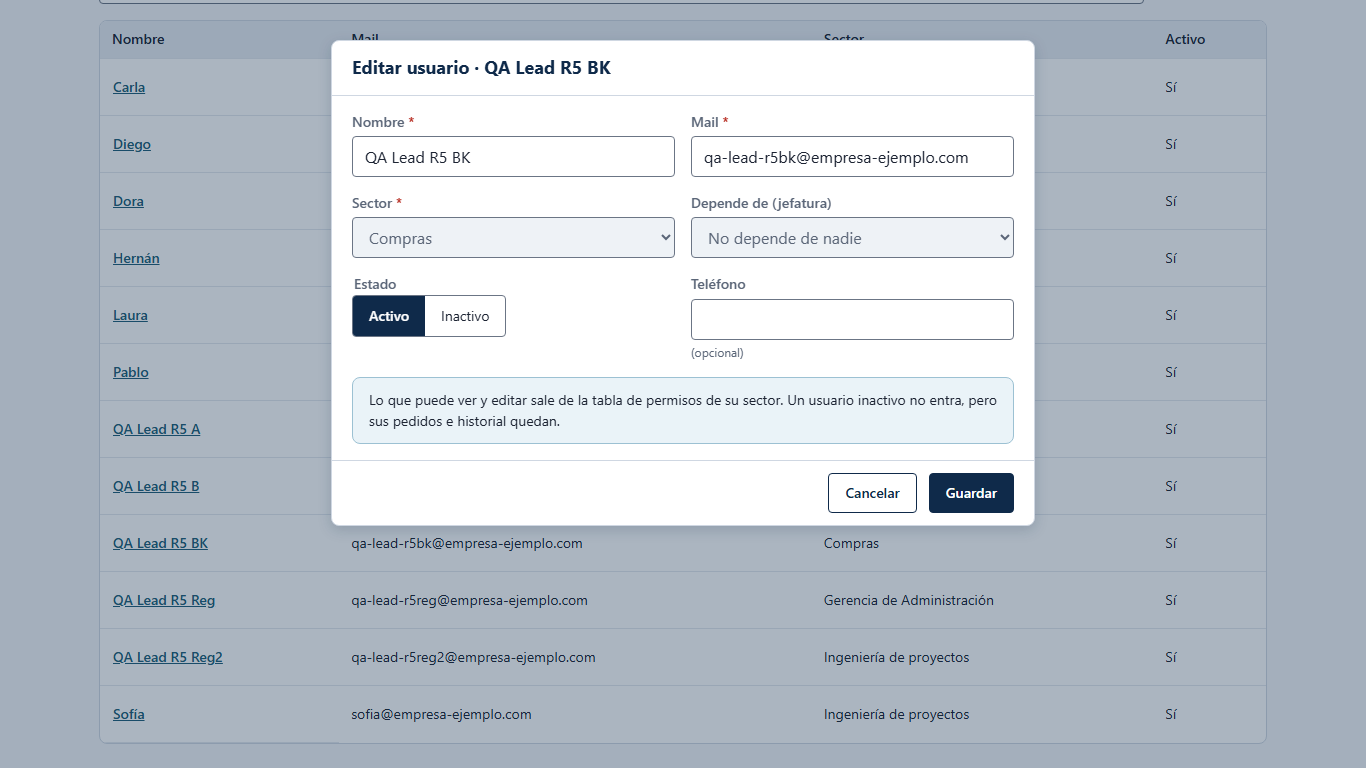 Nombre Mail Sector Activo
Editar usuario · QA Lead R5 BK
Nombre * Mail *
QA Lead R5 BK qa-lead-r5bk@empresa-ejemplo.com
Sector * Depende de (jefatura)
Compras No depende de nadie
Estado Teléfono
Activo Inactivo
(opcional)
Lo que puede ver y editar sale de la tabla de permisos de su sector. Un usuario inactivo no entra, pero
sus pedidos e historial quedan.
Cancelar Guardar
Carla Sí
Diego Sí
Dora Sí
Hernán Sí
Laura Sí
Pablo Sí
QA Lead R5 A Sí
QA Lead R5 B Sí
QA Lead R5 BK qa-lead-r5bk@empresa-ejemplo.com Compras Sí
QA Lead R5 Reg qa-lead-r5reg@empresa-ejemplo.com Gerencia de Administración Sí
QA Lead R5 Reg2 qa-lead-r5reg2@empresa-ejemplo.com Ingeniería de proyectos Sí
Sofía sofia@empresa-ejemplo.com Ingeniería de proyectos Sí